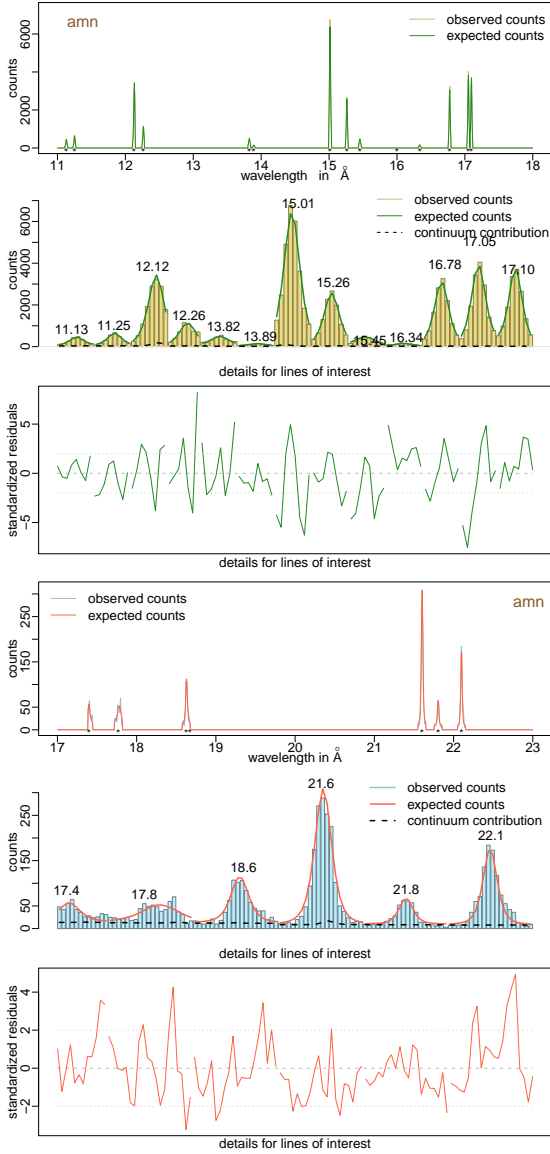 amn
observed counts
expected counts
counts
0 2000 6000
11 12 13 14 15 16 17 18
wavelength in Å
observed counts
expected counts
continuum contribution
counts
0 2000 4000 6000
11.13 11.25 12.12 12.26 13.82 13.89 15.01 15.26 15.45 16.34 16.78 17.05 17.10
details for lines of interest
standardized residuals
-5 0 5
details for lines of interest
observed counts
expected counts
amn
counts
0 50 150 250
17 18 19 20 21 22 23
wavelength in Å
observed counts
expected counts
continuum contribution
counts
0 50 150 250
17.4 17.8 18.6 21.6 21.8 22.1
details for lines of interest
standardized residuals
-2 0 2 4
details for lines of interest